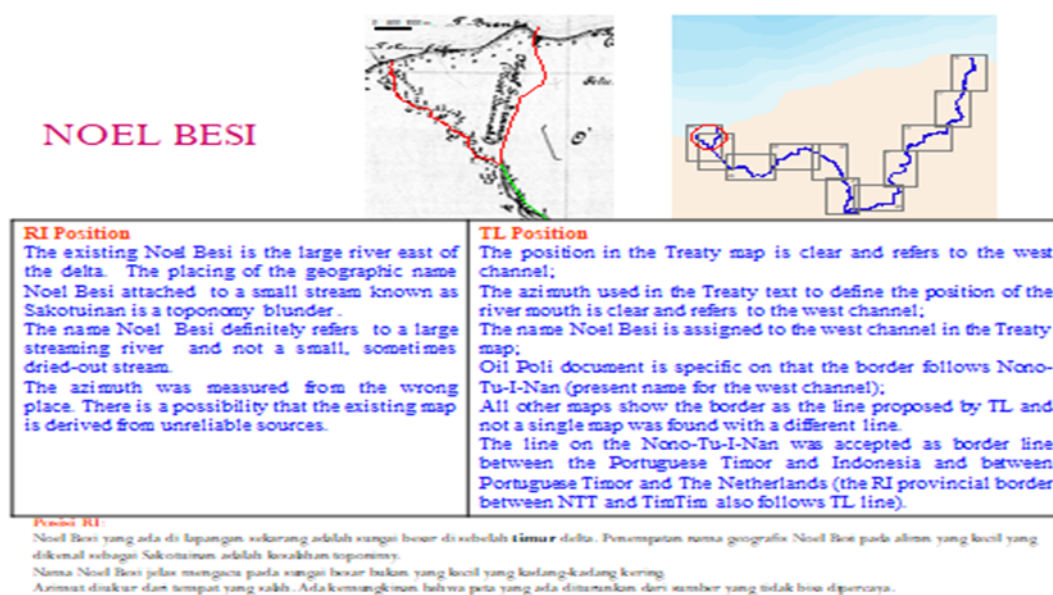 NOEL BESI
RI Position
The existing Noel Besi is the large river east of
the delta. The placing of the geographic name
Noel Besi attached to a small stream known as
Sakotuinan is a toponomy blunder.
The name Noel Besi definitely refers to a large
streaming river and not a small, sometimes
dried-out stream.
The azimuth was measured from the wrong
place. There is a possibility that the existing map
is derived from unreliable sources.
TL Position
The position in the Treaty map is clear and refers to the west
channel;
The azimuth used in the Treaty text to define the position of the
river mouth is clear and refers to the west channel;
The name Noel Besi is assigned to the west channel in the Treaty
map;
Oil Poli document is specific on that the border follows Nono-
Tu-I-Nan (present name for the west channel);
All other maps show the border as the line proposed by TL and
not a single map was found with a different line.
The line on the Nono-Tu-I-Nan was accepted as border line
between the Portuguese Timor and Indonesia and between
Portuguese Timor and The Netherlands (the RI provincial border
between NTT and TimTim also follows TL line).
Posisi RI:
Noel Besi yang ada di lapangan sekarang adalah sungai besar di sebelah timur delta. Penempatan nama geografis Noel Besi pada aliran yang kecil yang
dikenal sebagai Sakotuinan adalah kesalahan toponimy.
Nama Noel Besi jelas mengacu pada sungai besar bukan yang kecil yang kadang-kadang kering.
Azimut diukur dari tempat yang salah. Ada kemungkinan bahwa peta yang ada diturunkan dari sumber yang tidak bisa dipercaya.